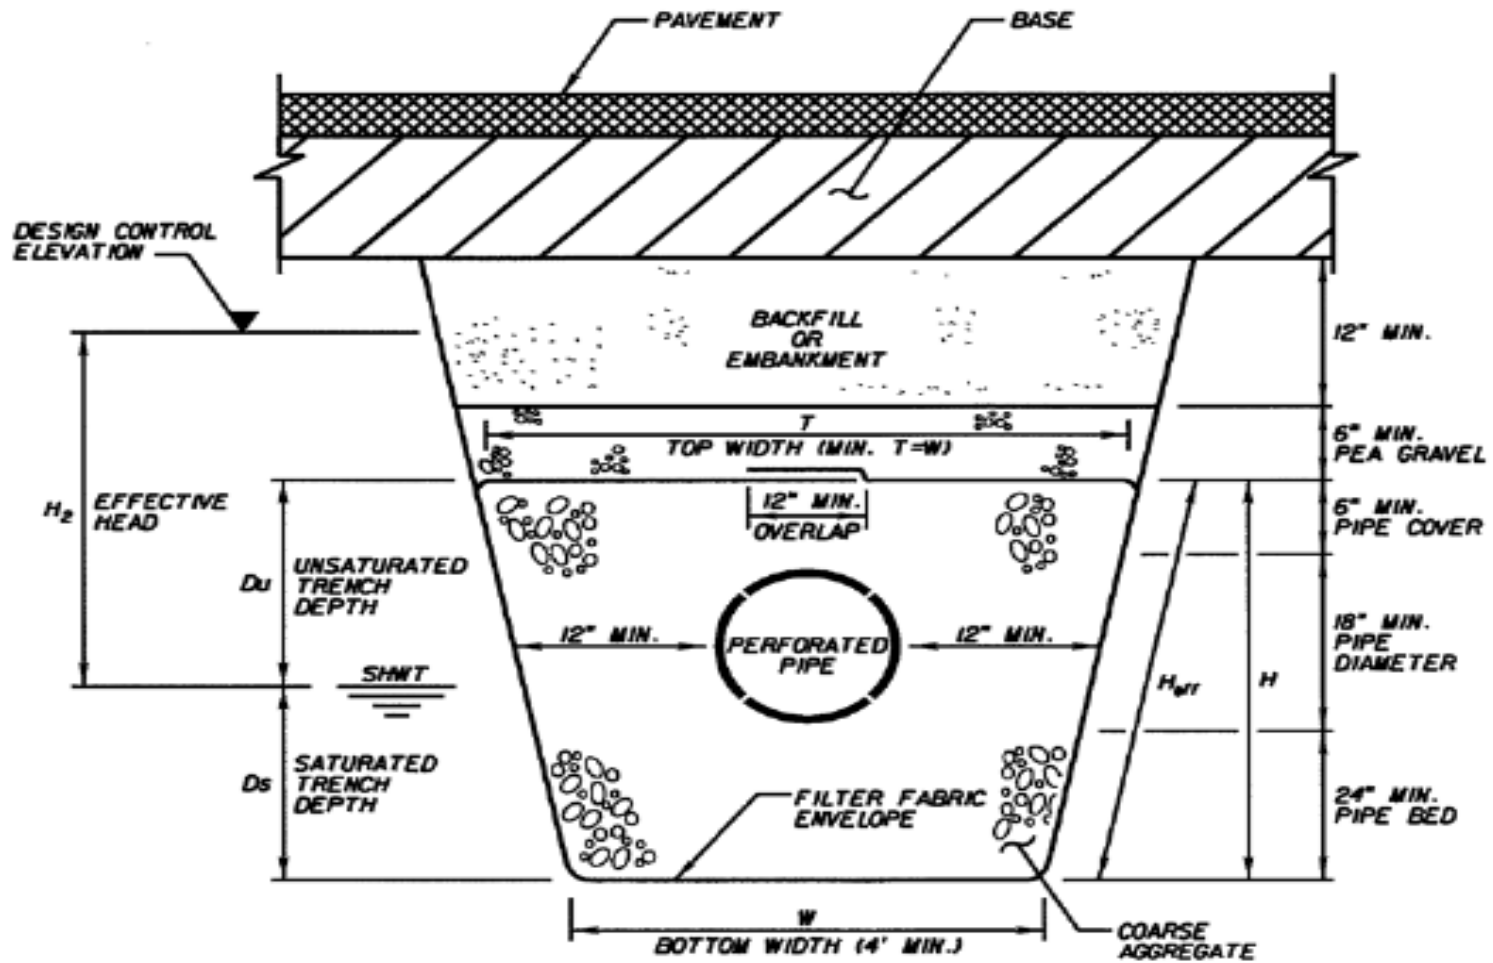 PAVEMENT
BASE
DESIGN CONTROL
ELEVATION
BACKFILL
OR
EMBANKMENT
12" MIN.
T
TOP WIDTH (MIN. T=W)
6" MIN.
PEA GRAVEL
H2
EFFECTIVE
HEAD
12" MIN.
OVERLAP
6" MIN.
PIPE COVER
Du
UNSATURATED
TRENCH
DEPTH
12" MIN.
PERFORATED
PIPE
12" MIN.
18" MIN.
PIPE
DIAMETER
SHWT
Heff
H
Ds
SATURATED
TRENCH
DEPTH
FILTER FABRIC
ENVELOPE
24" MIN.
PIPE BED
W
BOTTOM WIDTH (4' MIN.)
COARSE
AGGREGATE